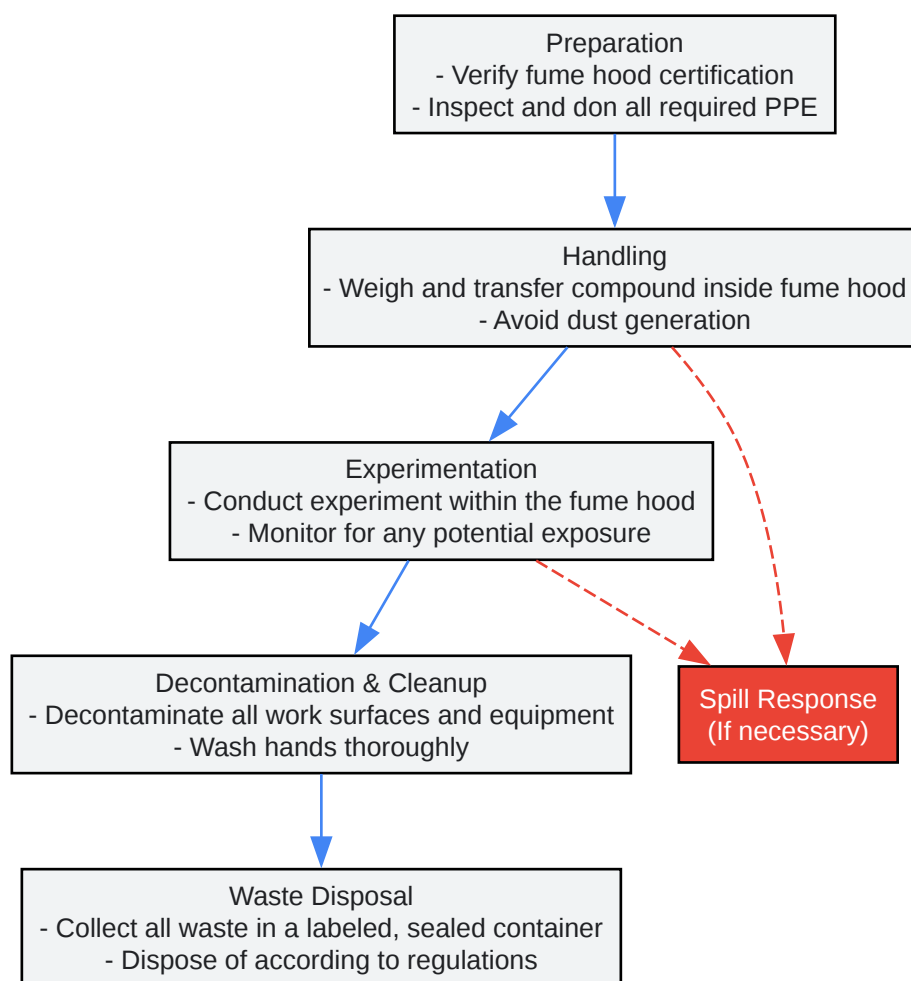 Preparation
- Verify fume hood certification
- Inspect and don all required PPE
Handling
- Weigh and transfer compound inside fume hood
- Avoid dust generation
Experimentation
- Conduct experiment within the fume hood
- Monitor for any potential exposure
Decontamination & Cleanup
- Decontaminate all work surfaces and equipment
- Wash hands thoroughly
Spill Response
(If necessary)
Waste Disposal
- Collect all waste in a labeled, sealed container
- Dispose of according to regulations